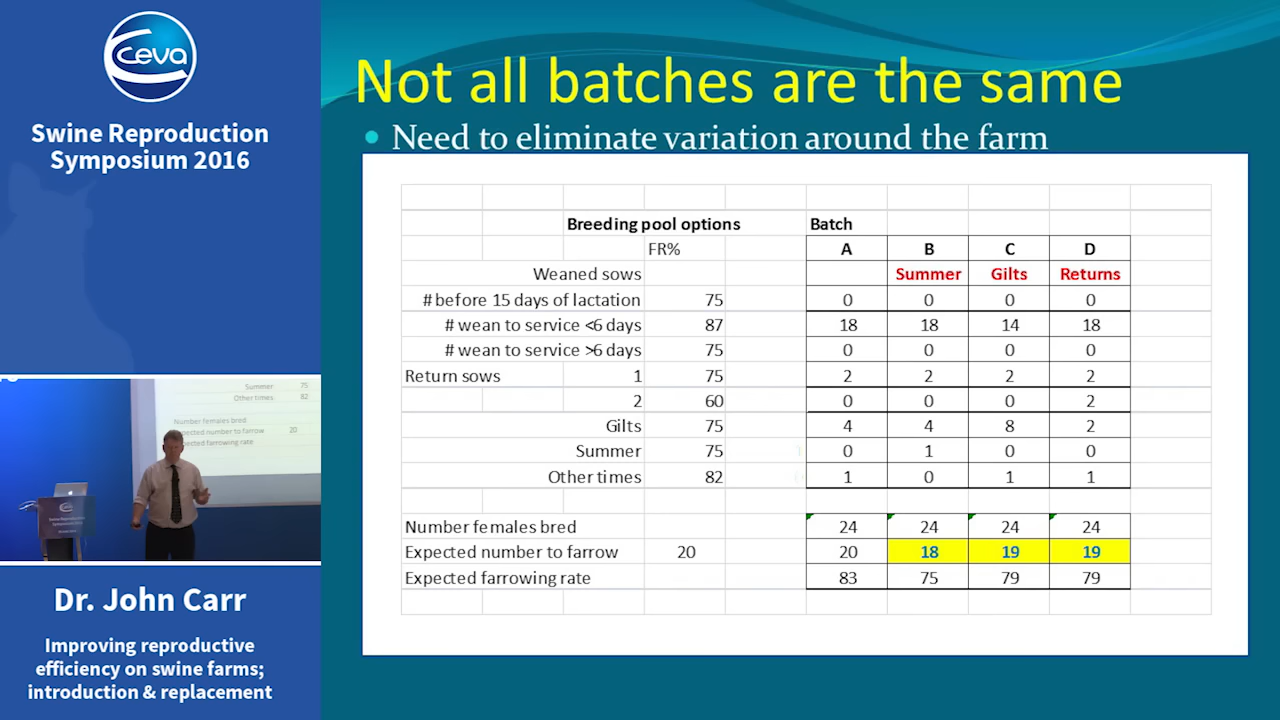 ceva
Swine Reproduction
Symposium 2016
Not all batches are the same
Need to eliminate variation around the farm
Breeding pool options Batch
FR% A B C D
Weaned sows Summer Gilts Returns
# before 15 days of lactation 75 0 0 0 0
# wean to service <6 days 87 18 18 14 18
# wean to service >6 days 75 0 0 0 0
Return sows 1 75 2 2 2 2
2 60 0 0 0 2
Gilts 75 4 4 8 2
Summer 75 0 1 0 0
Other times 82 1 0 1 1
Number females bred 24 24 24 24
Expected number to farrow 20 20 18 19 19
Expected farrowing rate 83 75 79 79
Summer 75
Other times 82
Number females bred
Expected number to farrow 20
expected farrowing rate
Dr. John Carr
Improving reproductive
efficiency on swine farms;
introduction & replacement